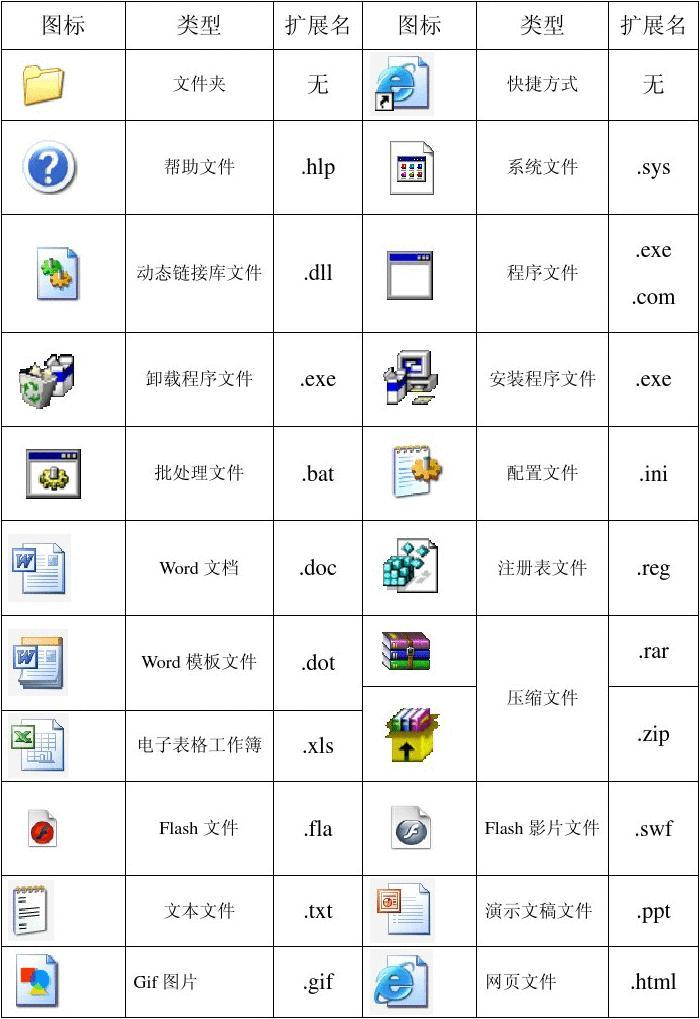 图标 类型 扩展名 图标 类型 扩展名
文件夹 无 快捷方式 无
帮助文件 .hlp 系统文件 .sys
动态链接库文件 .dll 程序文件 .exe
.com
卸载程序文件 .exe 安装程序文件 .exe
批处理文件 .bat 配置文件 .ini
Word 文档 .doc 注册表文件 .reg
Word 模板文件 .dot 压缩文件 .rar
电子表格工作簿 .xls .zip
Flash 文件 .fla Flash 影片文件 .swf
文本文件 .txt 演示文稿文件 .ppt
Gif 图片 .gif 网页文件 .html